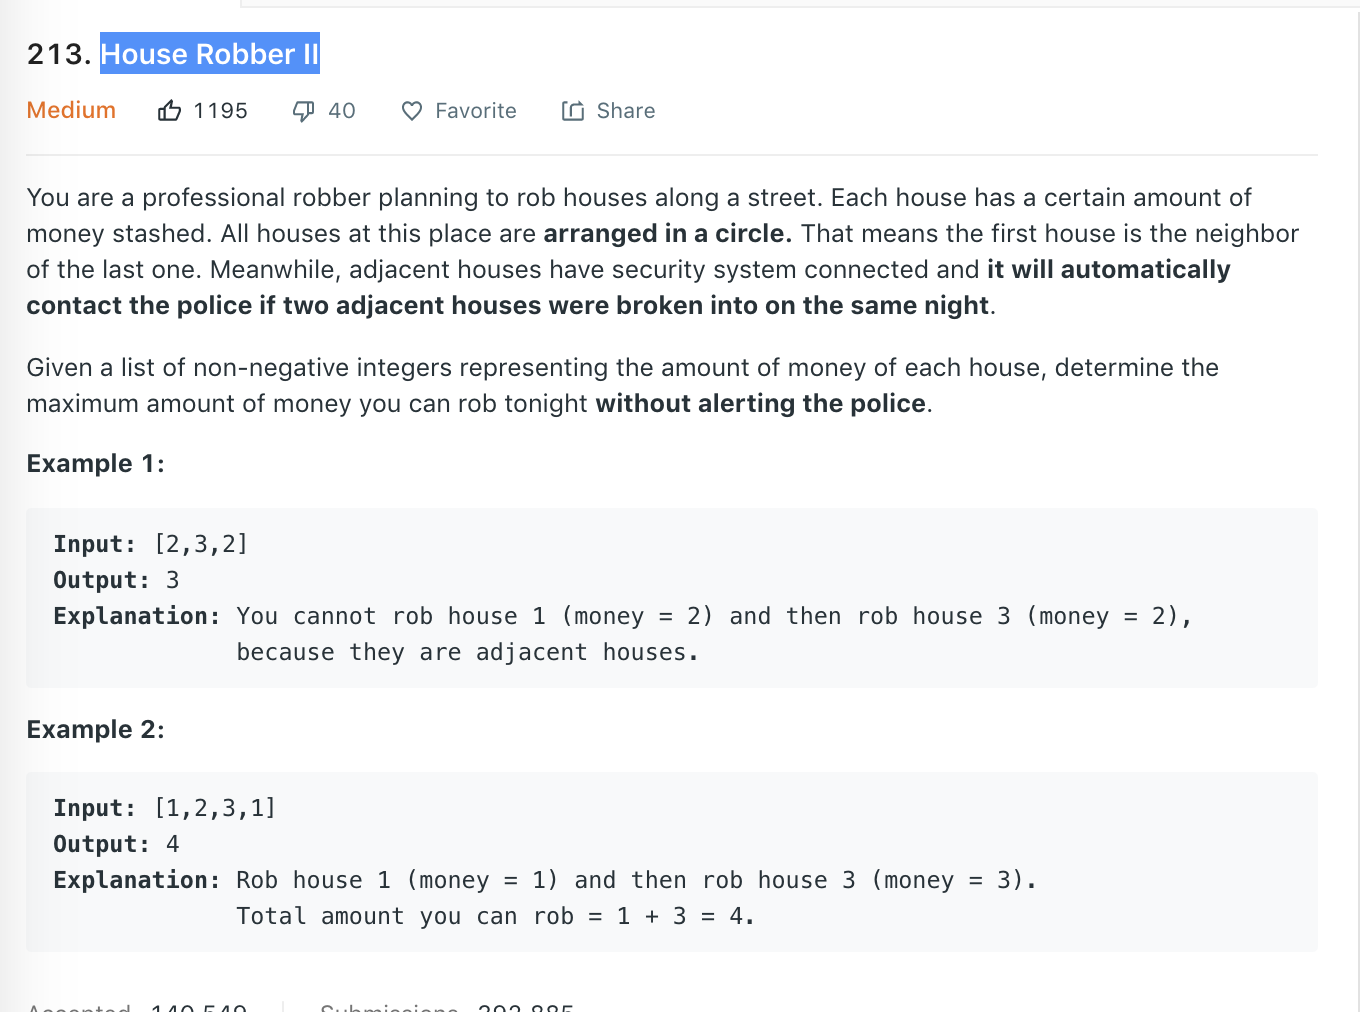 213. House Robber II
Medium 1195 40 Favorite Share
You are a professional robber planning to rob houses along a street. Each house has a certain amount of
money stashed. All houses at this place are arranged in a circle. That means the first house is the neighbor
of the last one. Meanwhile, adjacent houses have security system connected and it will automatically
contact the police if two adjacent houses were broken into on the same night.
Given a list of non-negative integers representing the amount of money of each house, determine the
maximum amount of money you can rob tonight without alerting the police.
Example 1:
Input: [2,3,2]
Output: 3
Explanation: You cannot rob house 1 (money = 2) and then rob house 3 (money = 2),
because they are adjacent houses.
Example 2:
Input: [1,2,3,1]
Output: 4
Explanation: Rob house 1 (money = 1) and then rob house 3 (money = 3).
Total amount you can rob = 1 + 3 = 4.
Accepted 140,549 Submissions